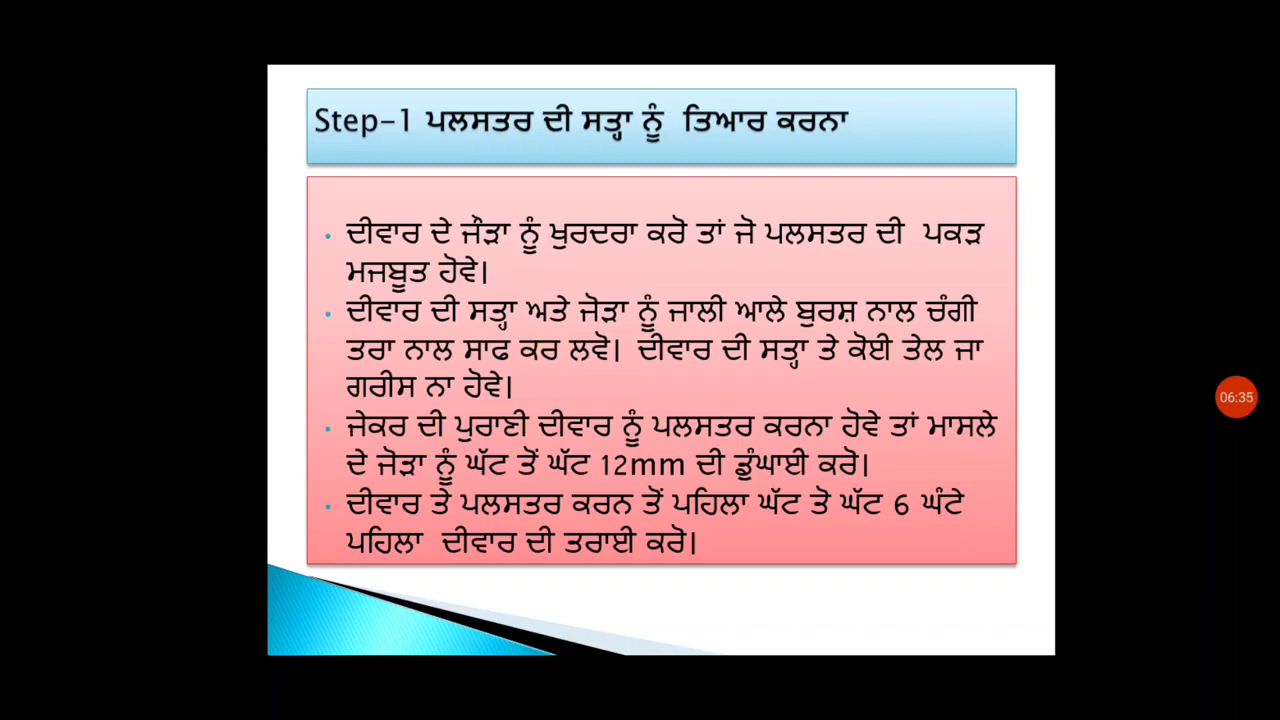 Step-1 ਪਲਸਤਰ ਦੀ ਸਤ੍ਹਾ ਨੂੰ ਤਿਆਰ ਕਰਨਾ
• ਦੀਵਾਰ ਦੇ ਜੌੜਾ ਨੂੰ ਖੁਰਦਰਾ ਕਰੋ ਤਾਂ ਜੋ ਪਲਸਤਰ ਦੀ ਪਕੜ
ਮਜਬੂਤ ਹੋਵੇ।
• ਦੀਵਾਰ ਦੀ ਸਤ੍ਹਾ ਅਤੇ ਜੋੜਾ ਨੂੰ ਜਾਲੀ ਆਲੇ ਬੁਰਸ਼ ਨਾਲ ਚੰਗੀ
ਤਰਾ ਨਾਲ ਸਾਫ ਕਰ ਲਵੋ। ਦੀਵਾਰ ਦੀ ਸਤ੍ਹਾ ਤੇ ਕੋਈ ਤੇਲ ਜਾ
ਗਰੀਸ ਨਾ ਹੋਵੇ।
• ਜੇਕਰ ਦੀ ਪੁਰਾਣੀ ਦੀਵਾਰ ਨੂੰ ਪਲਸਤਰ ਕਰਨਾ ਹੋਵੇ ਤਾਂ ਮਾਸਲੇ
ਦੇ ਜੋੜਾ ਨੂੰ ਘੱਟ ਤੋਂ ਘੱਟ 12mm ਦੀ ਡੁੰਘਾਈ ਕਰੋ।
• ਦੀਵਾਰ ਤੇ ਪਲਸਤਰ ਕਰਨ ਤੋਂ ਪਹਿਲਾ ਘੱਟ ਤੋ ਘੱਟ 6 ਘੰਟੇ
ਪਹਿਲਾ ਦੀਵਾਰ ਦੀ ਤਰਾਈ ਕਰੋ।
06:35